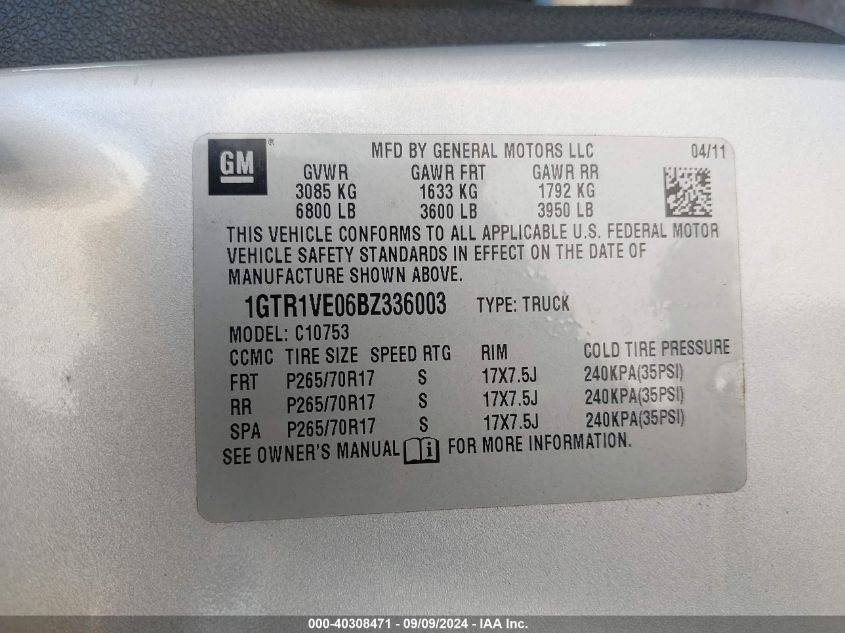 GM ® MFD BY GENERAL MOTORS LLC 04/11
GVWR GAWR FRT GAWR RR
3085 KG 1633 KG 1792 KG
6800 LB 3600 LB 3950 LB
THIS VEHICLE CONFORMS TO ALL APPLICABLE U.S. FEDERAL MOTOR
VEHICLE SAFETY STANDARDS IN EFFECT ON THE DATE OF
MANUFACTURE SHOWN ABOVE.
1GTR1VE06BZ336003 TYPE: TRUCK
MODEL: C10753
CCMC TIRE SIZE SPEED RTG RIM COLD TIRE PRESSURE
FRT P265/70R17 S 17X7.5J 240KPA(35PSI)
RR P265/70R17 S 17X7.5J 240KPA(35PSI)
SPA P265/70R17 S 17X7.5J 240KPA(35PSI)
SEE OWNER'S MANUAL i FOR MORE INFORMATION.
000-40308471 - 09/09/2024 - IAA Inc.